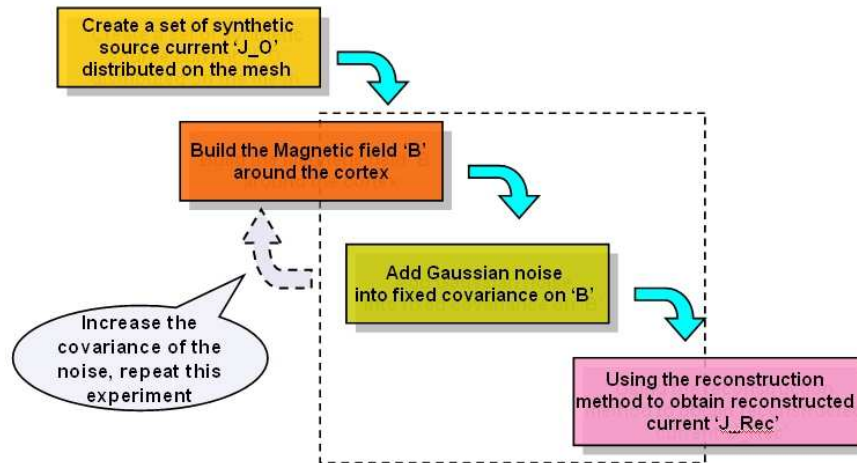 Create a set of synthetic
source current ‘J_O’
distributed on the mesh
Build the Magnetic field ‘B’
around the cortex
Add Gaussian noise
into fixed covariance on ‘B’
Increase the
covariance of the
noise, repeat this
experiment
Using the reconstruction
method to obtain reconstructed
current ‘J_Rec’